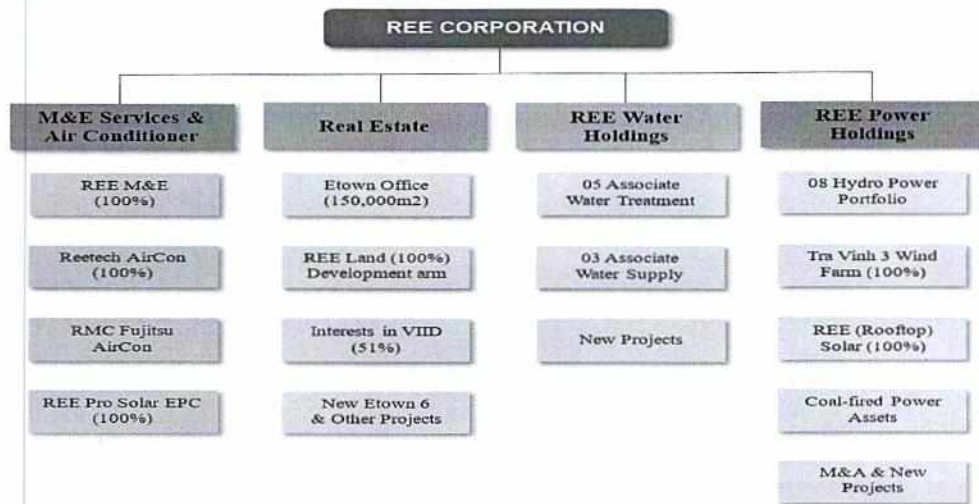 REE CORPORATION
M&E Services &
Air Conditioner
REE M&E
(100%)
Reetech AirCon
(100%)
RMC Fujitsu
AirCon
REE Pro Solar EPC
(100%)
Real Estate
Etown Office
(150,000m2)
REE Land (100%)
Development arm
Interests in VIID
(51%)
New Etown 6
& Other Projects
REE Water
Holdings
05 Associate
Water Treatment
03 Associate
Water Supply
New Projects
REE Power
Holdings
08 Hydro Power
Portfolio
Tra Vinh 3 Wind
Farm (100%)
REE (Rooftop)
Solar (100%)
Coal-fired Power
Assets
M&A & New
Projects